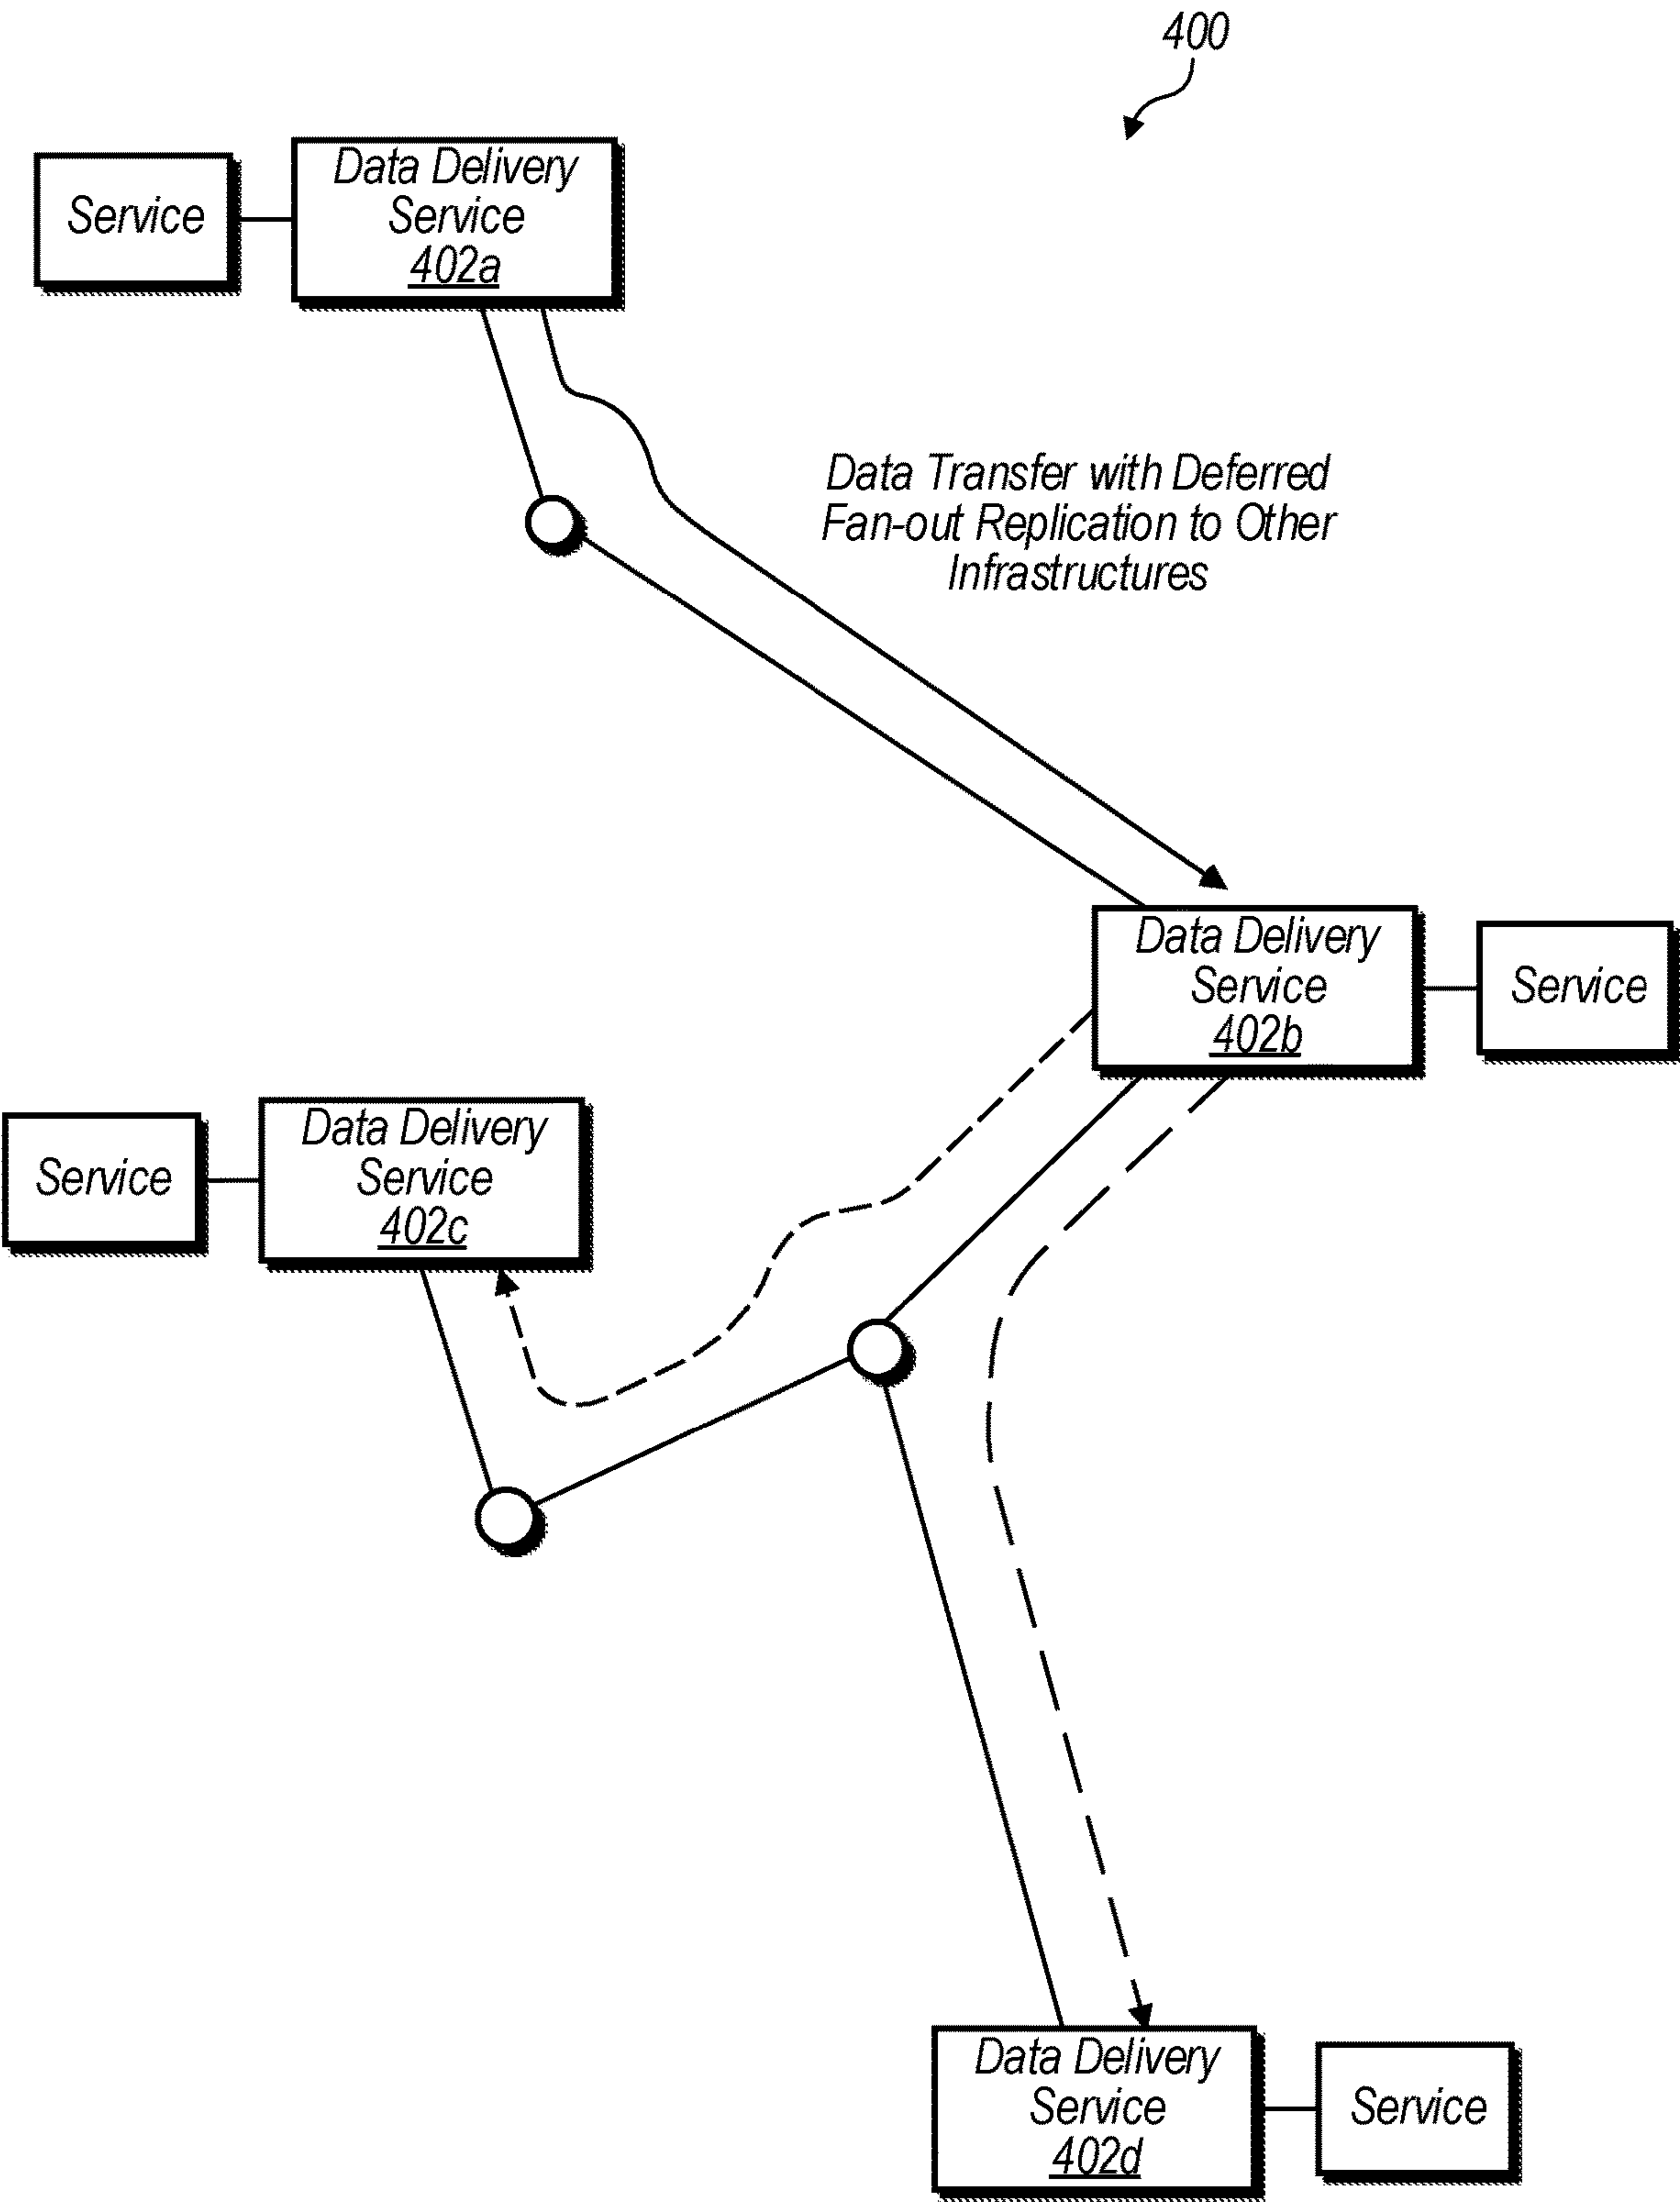 400
Service
Data Delivery
Service
402a
Data Transfer with Deferred
Fan-out Replication to Other
Infrastructures
Data Delivery
Service
402b
Service
Service
Data Delivery
Service
402c
Data Delivery
Service
402d
Service